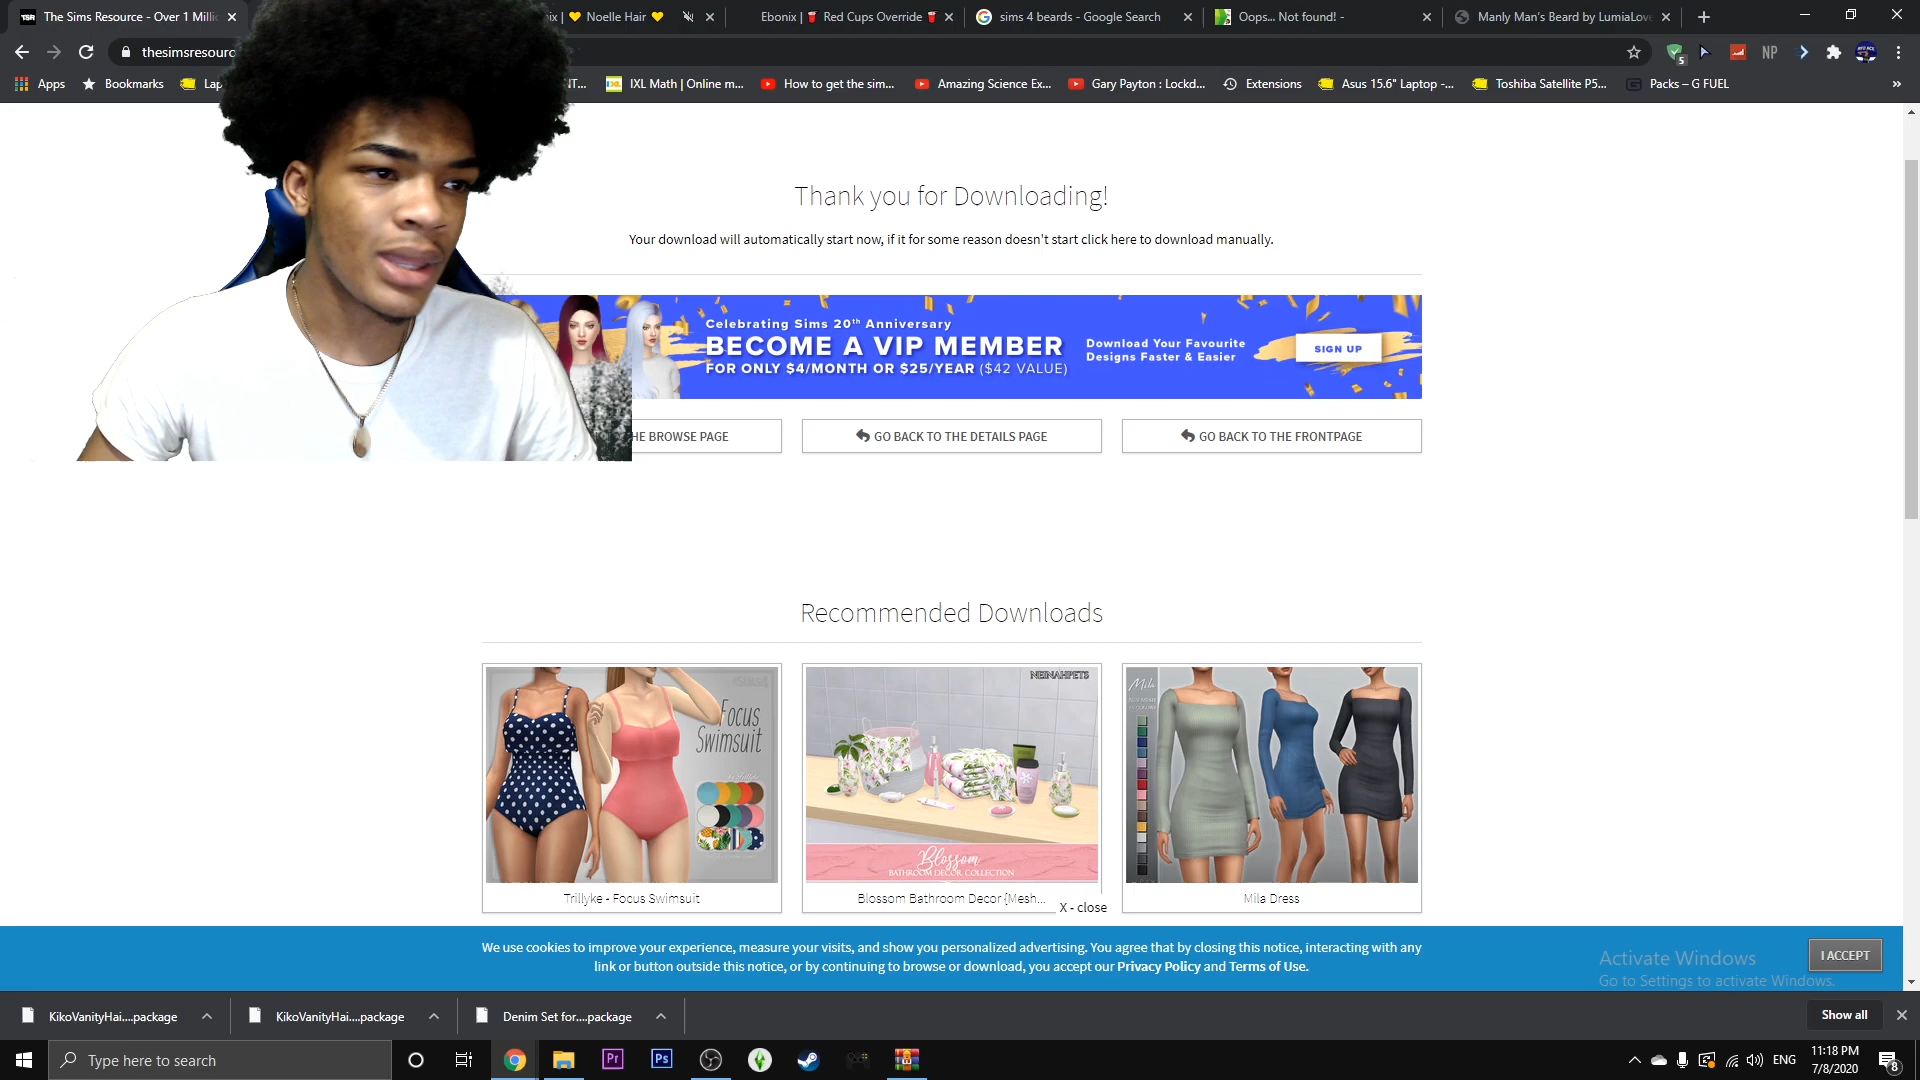 TSR The Sims Resource - Over 1 Milli
Noelle Hair
Ebonix | Red Cups Override
sims 4 beards - Google Search
Oops... Not found! -
Manly Man's Beard by LumiaLov
thesimsresourc
5
NP
Apps
Bookmarks
Lap
IXL Math | Online m...
How to get the sim...
Amazing Science Ex...
Gary Payton : Lockd...
Extensions
Asus 15.6" Laptop -...
Toshiba Satellite P5...
Packs – G FUEL
»
Thank you for Downloading!
Your download will automatically start now, if it for some reason doesn't start click here to download manually.
Celebrating Sims 20th Anniversary
BECOME A VIP MEMBER
FOR ONLY $4/MONTH OR $25/YEAR ($42 VALUE)
Download Your Favourite
Designs Faster & Easier
SIGN UP
HE BROWSE PAGE
GO BACK TO THE DETAILS PAGE
GO BACK TO THE FRONTPAGE
Recommended Downloads
Focus
Swimsuit
NEINAHPETS
Blossom
BATHROOM DECOR COLLECTION
Mila
Trillyke - Focus Swimsuit
Blossom Bathroom Decor {Mesh...
Mila Dress
X - close
We use cookies to improve your experience, measure your visits, and show you personalized advertising. You agree that by closing this notice, interacting with any
link or button outside this notice, or by continuing to browse or download, you accept our Privacy Policy and Terms of Use.
I ACCEPT
Activate Windows
Go to Settings to activate Windows.
KikoVanityHai....package
KikoVanityHai....package
Denim Set for....package
Show all
Type here to search
Pr
Ps
ENG
11:18 PM
7/8/2020
8